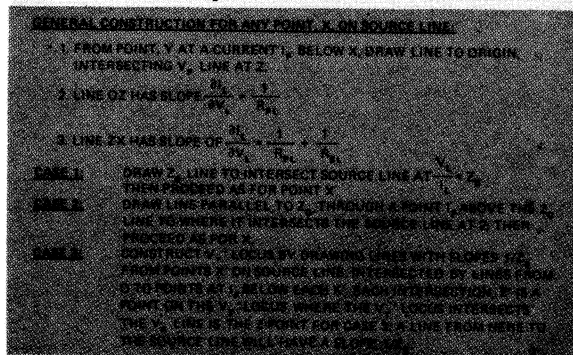 GENERAL CONSTRUCTION FOR ANY POINT, X, ON SOURCE LINE:
1. FROM POINT, Y AT A CURRENT I BELOW X, DRAW LINE TO ORIGIN,
INTERSECTING V LINE AT Z.
2. LINE OZ HAS SLOPE
3. LINE ZX HAS SLOPE OF
CASE 1: DRAW Z LINE TO INTERSECT SOURCE LINE AT
THEN PROCEED AS FOR POINT X
CASE 2: DRAW LINE PARALLEL TO Z THROUGH A POINT I ABOVE THE
LINE TO WHERE IT INTERSECTS THE SOURCE LINE AT THEN
PROCEED AS FOR X.
CASE 3: CONSTRUCT V LOCUS BY DRAWING LINES WITH SLOPES
FROM POINTS X ON SOURCE LINE, INTERSECTED BY LINES FROM
O TO POINTS AT I BELOW EACH X. EACH INTERSECTION, IS A
POINT ON THE V LOCUS. WHERE THE V LOCUS INTERSECTS
THE V LINE IS THE Z POINT FOR CASE 3. A LINE FROM HERE TO
THE SOURCE LINE WILL HAVE A SLOPE